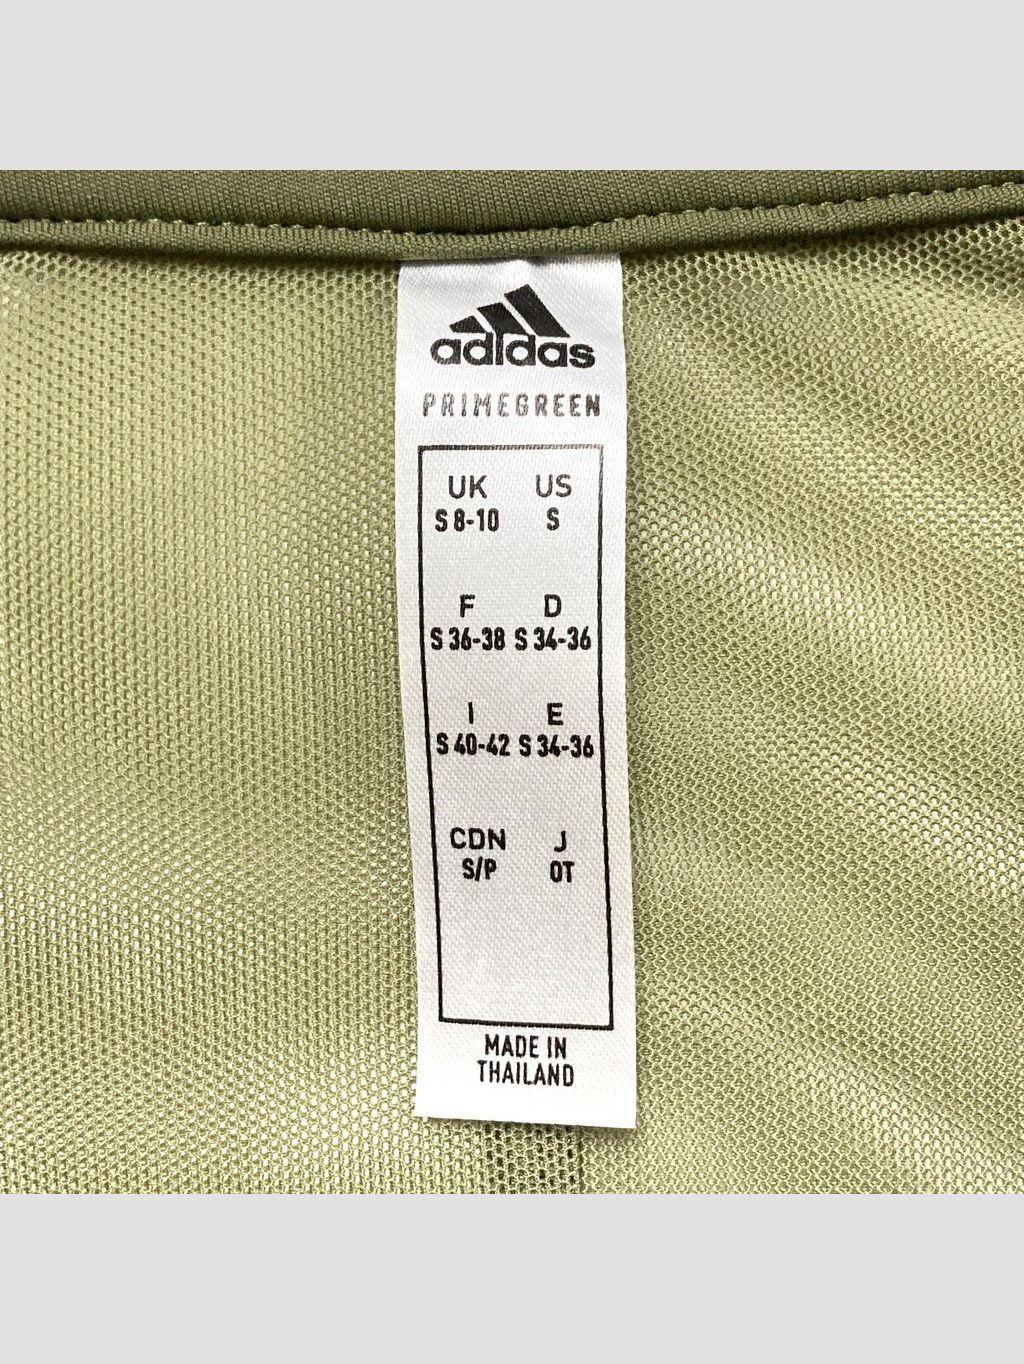 adidas
PRIMEGREEN
UK US
S 8-10 S
F D
S 36-38 S 34-36
I E
S 40-42 S 34-36
CDN J
S/P OT
MADE IN
THAILAND